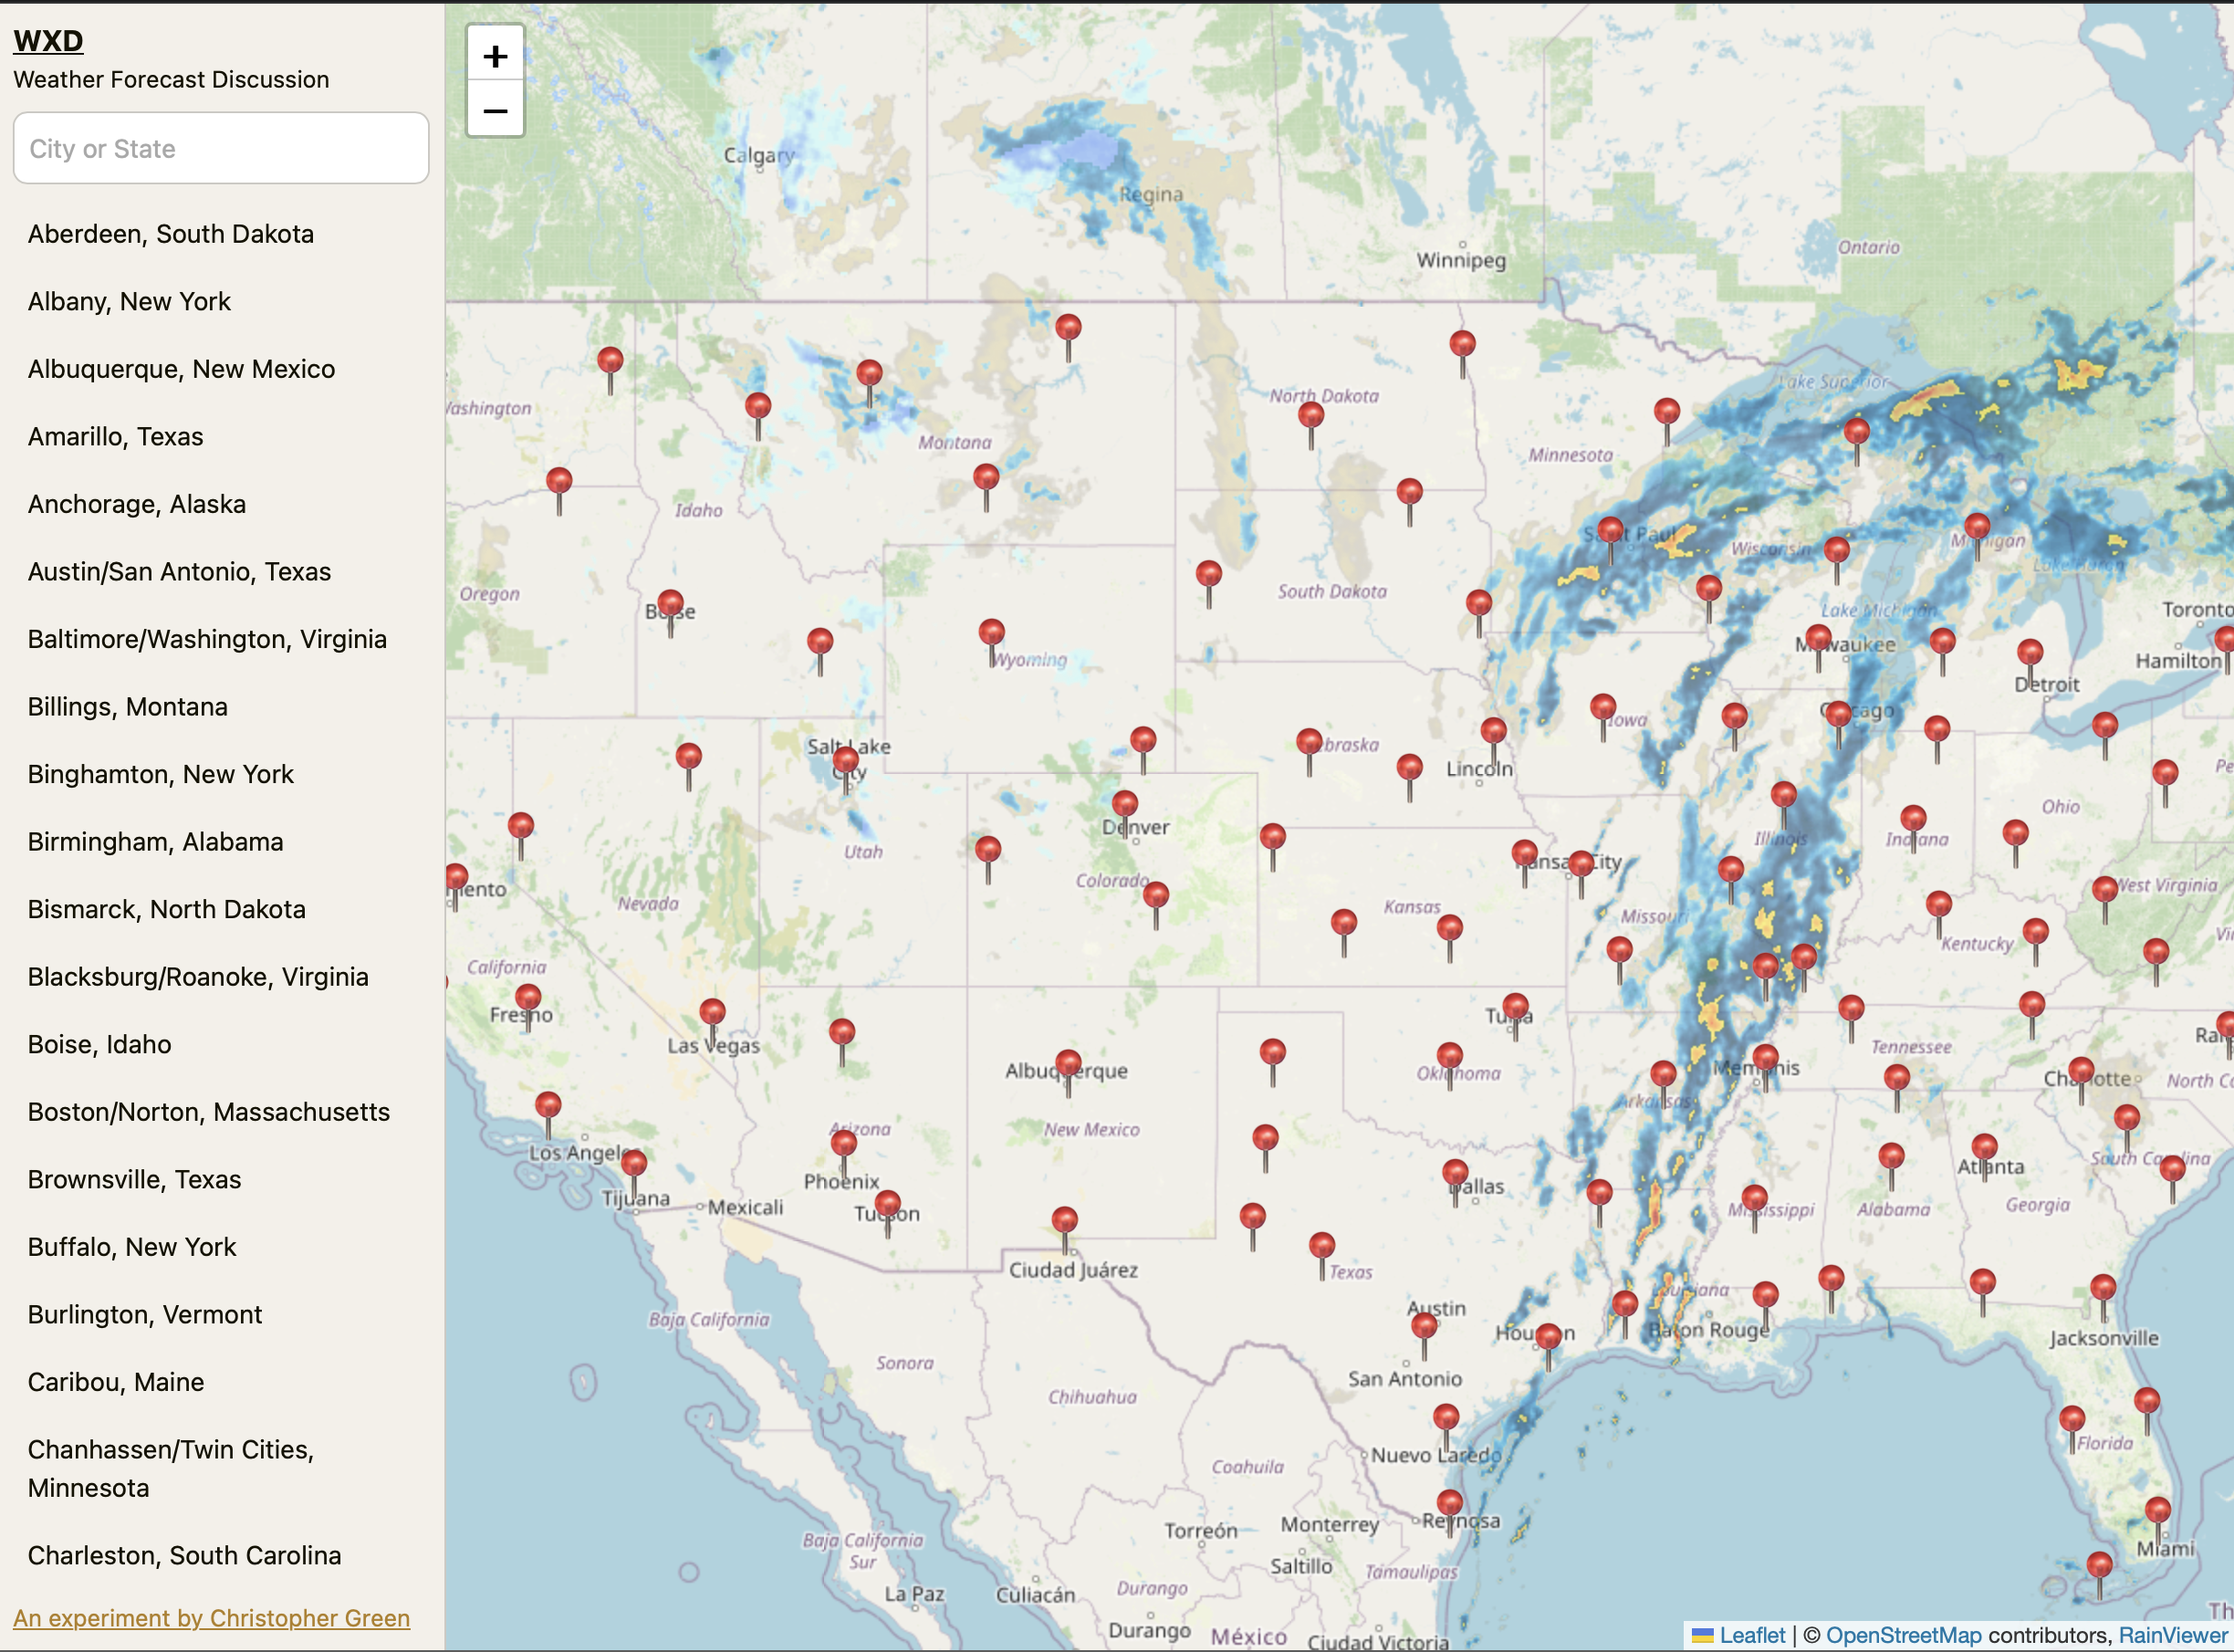 WXD
Weather Forecast Discussion
City or State
Aberdeen, South Dakota
Albany, New York
Albuquerque, New Mexico
Amarillo, Texas
Anchorage, Alaska
Austin/San Antonio, Texas
Baltimore/Washington, Virginia
Billings, Montana
Binghamton, New York
Birmingham, Alabama
Bismarck, North Dakota
Blacksburg/Roanoke, Virginia
Boise, Idaho
Boston/Norton, Massachusetts
Brownsville, Texas
Buffalo, New York
Burlington, Vermont
Caribou, Maine
Chanhassen/Twin Cities,
Minnesota
Charleston, South Carolina
An experiment by Christopher Green
+
−
Calgary
Regina
Winnipeg
Ontario
Lake Superior
North Dakota
Washington
Montana
Minnesota
Idaho
Saint Paul
Wisconsin
Michigan
Lake Huron
Oregon
South Dakota
Boise
Lake Michigan
Toronto
Wyoming
Milwaukee
Hamilton
Detroit
Chicago
Iowa
Salt Lake
City
Nebraska
Lincoln
Ohio
Denver
Utah
Illinois
Indiana
Kansas City
Colorado
West Virginia
Nevada
Kansas
Missouri
Kentucky
California
Fresno
Tulsa
Las Vegas
Tennessee
Albuquerque
Oklahoma
Memphis
Charlotte
North Ca
Arkansas
Arizona
New Mexico
Los Angeles
Atlanta
South Carolina
Phoenix
Dallas
Tijuana
Mexicali
Tucson
Mississippi
Alabama
Georgia
Ciudad Juárez
Texas
Louisiana
Austin
Baja California
Houston
Baton Rouge
Jacksonville
Sonora
San Antonio
Chihuahua
Nuevo Laredo
Florida
Coahuila
Torreón
Monterrey
Reynosa
Baja California
Sur
Saltillo
Tamaulipas
Miami
La Paz
Culiacán
Durango
Durango
México
Ciudad Victoria
Th
Leaflet | © OpenStreetMap contributors, RainViewer